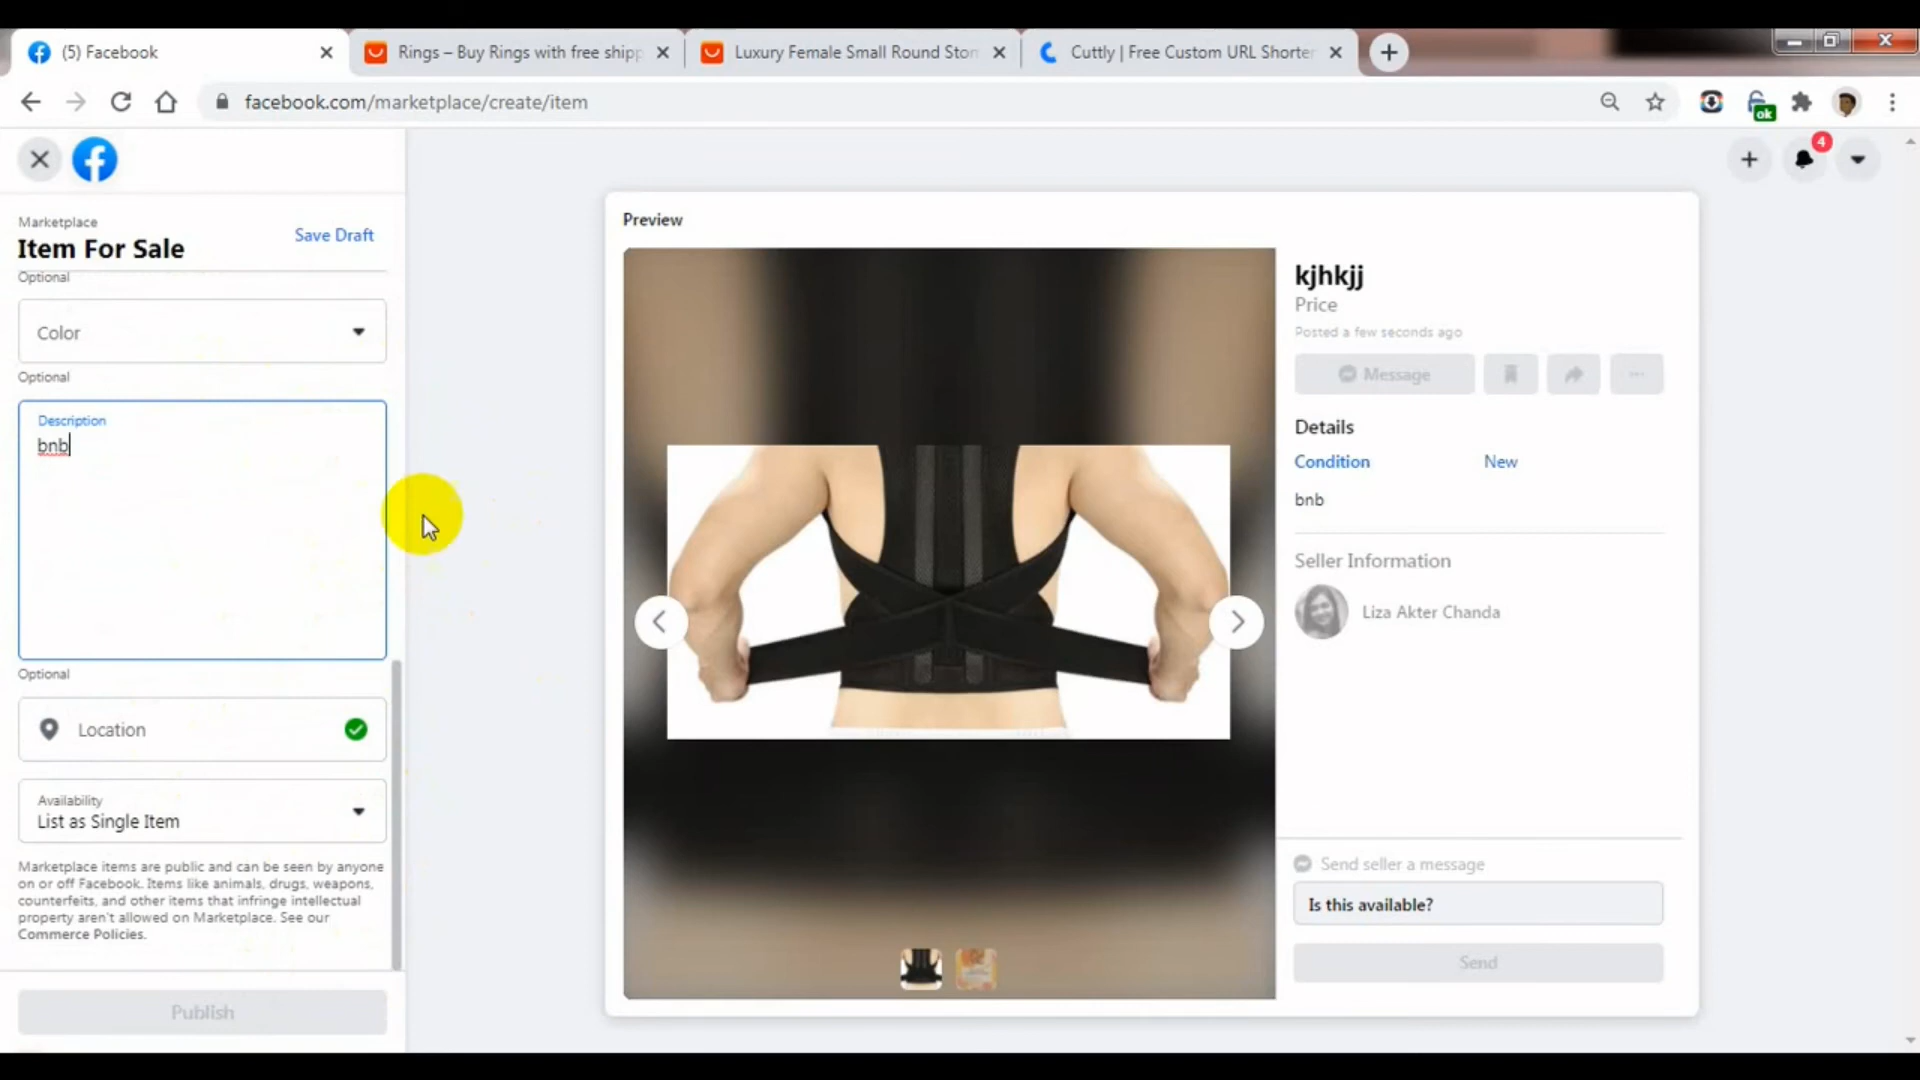 (5) Facebook
Rings – Buy Rings with free shipp
Luxury Female Small Round Ston
Cuttly | Free Custom URL Shorter
facebook.com/marketplace/create/item
ok
4
Marketplace
Item For Sale
Save Draft
Optional
Color
Optional
Description
bnb
Optional
Location
Availability
List as Single Item
Marketplace items are public and can be seen by anyone
on or off Facebook. Items like animals, drugs, weapons,
counterfeits, and other items that infringe intellectual
property aren't allowed on Marketplace. See our
Commerce Policies.
Publish
Preview
kjhkjj
Price
Posted a few seconds ago
Message
Details
Condition New
bnb
Seller Information
Liza Akter Chanda
Send seller a message
Is this available?
Send